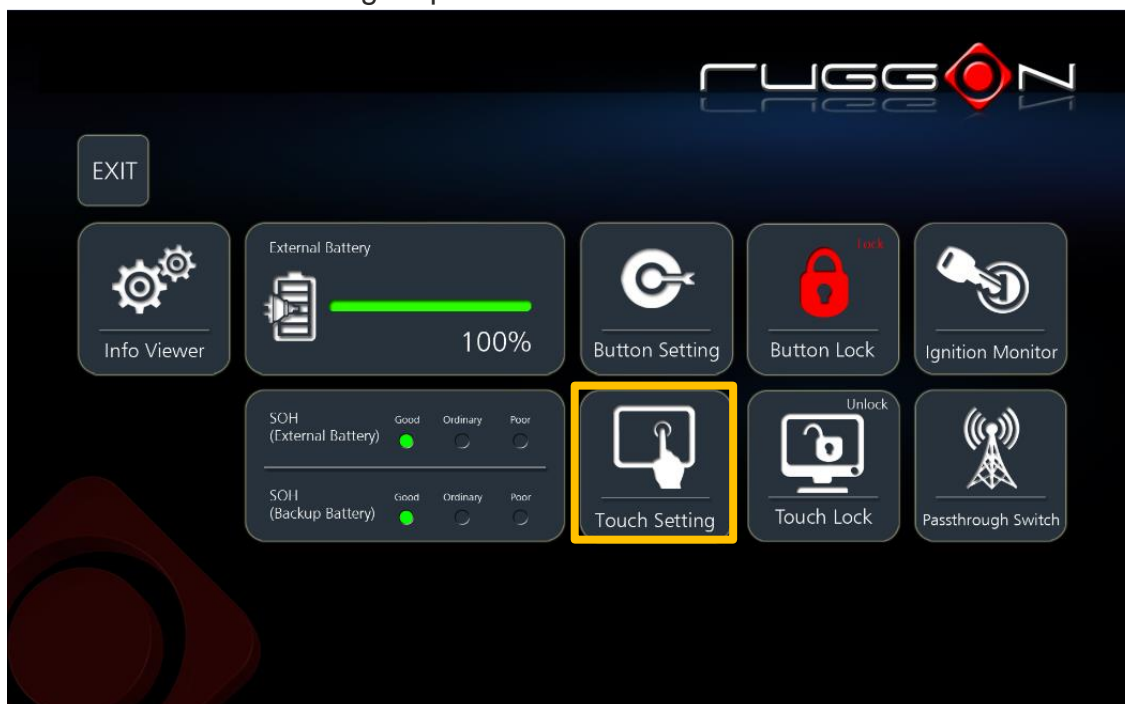 ruggon
EXIT
Info Viewer
External Battery
100%
Button Setting
Lock
Button Lock
Ignition Monitor
SOH
(External Battery)
Good Ordinary Poor
SOH
(Backup Battery)
Good Ordinary Poor
Touch Setting
Unlock
Touch Lock
Passthrough Switch